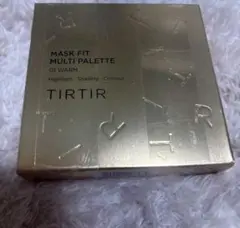 MASK FIT
MULTI PALETTE
01 WARM
Highlight · Shading · Contour
TIRTIR